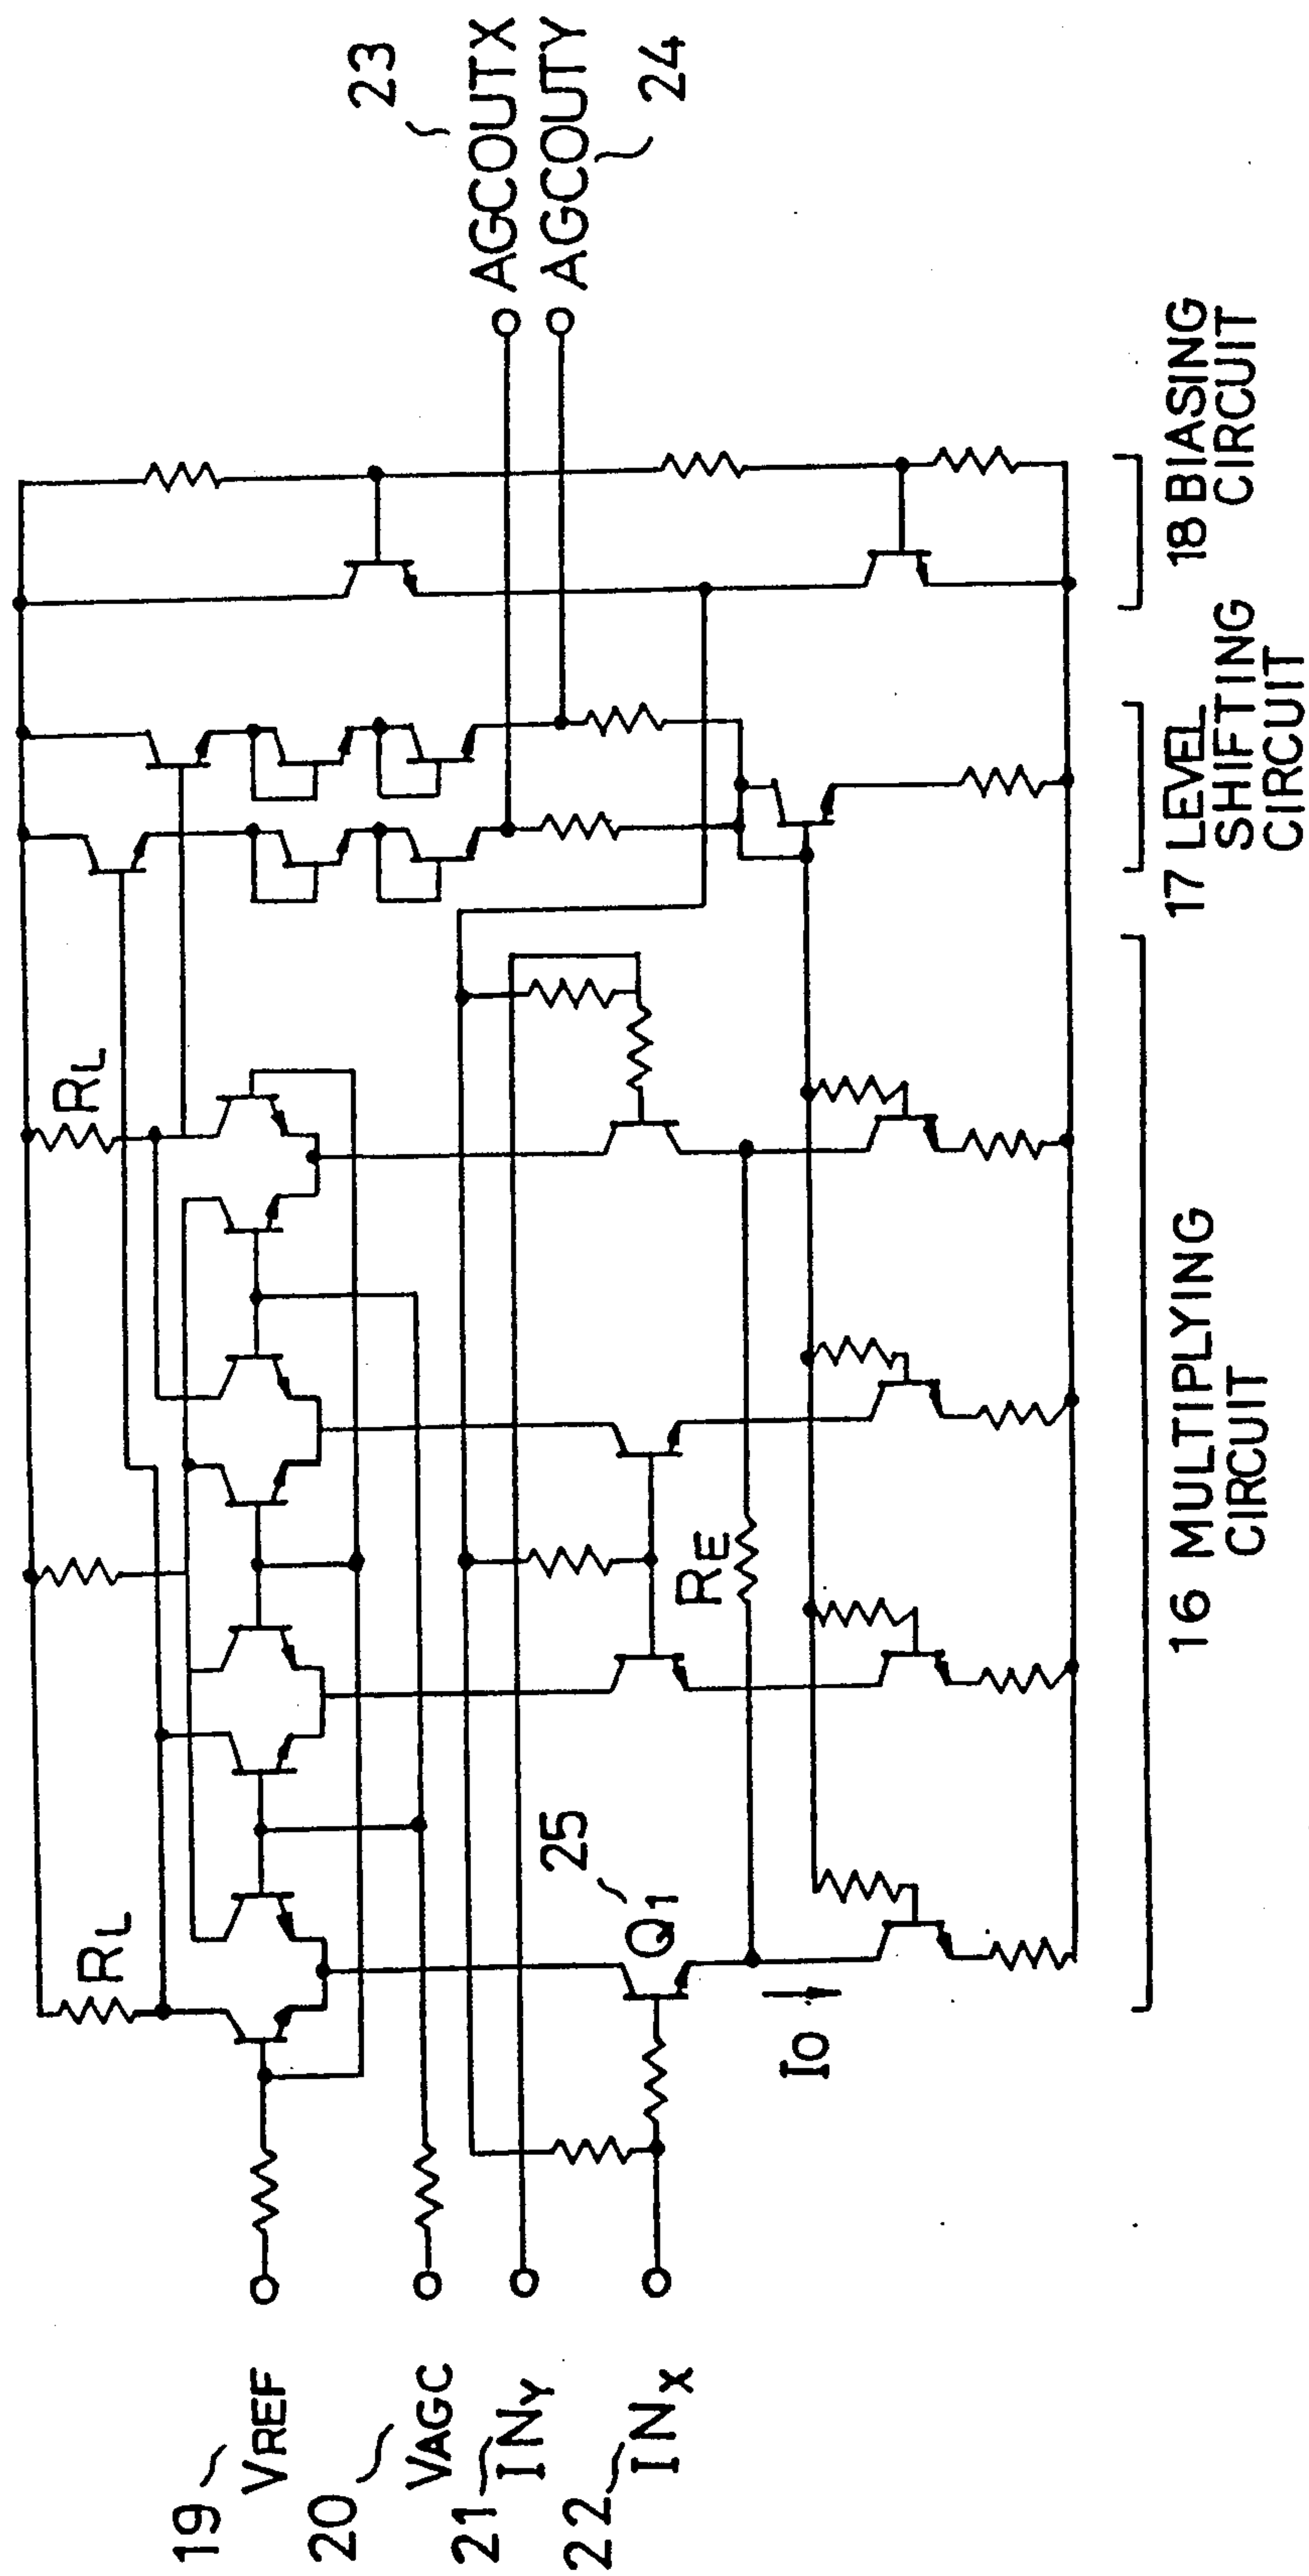 19
VREF
20
VAGC
21
INY
22
INX
RL
RL
25
Q1
IO
RE
23
AGCOUTX
AGCOUTY
24
16 MULTIPLYING
CIRCUIT
17 LEVEL
SHIFTING
CIRCUIT
18 BIASING
CIRCUIT